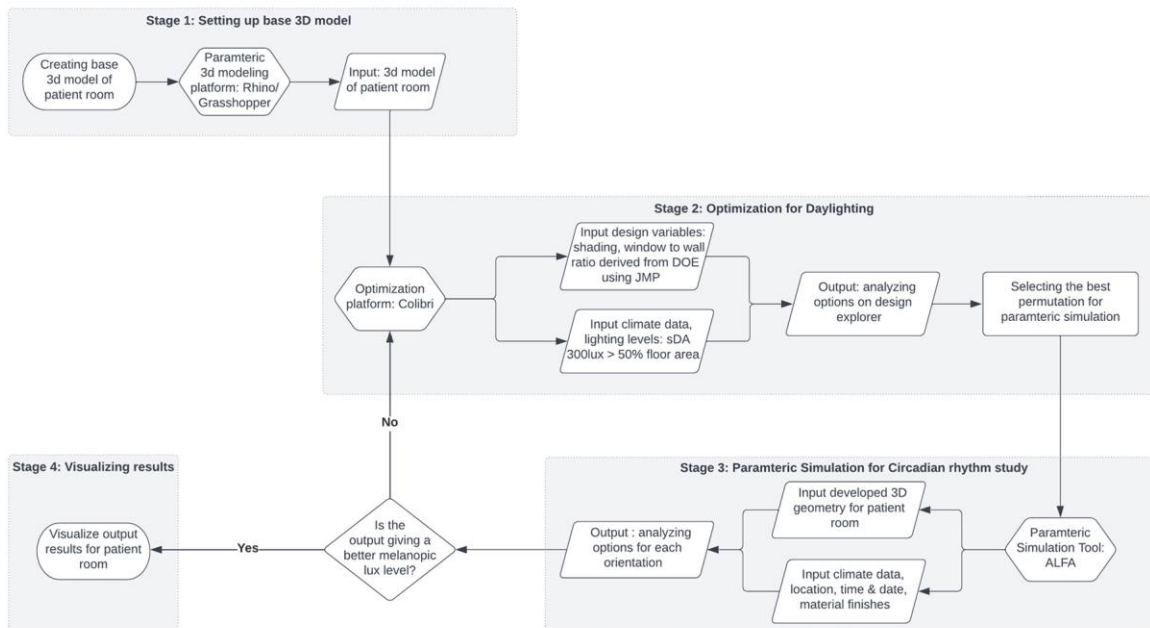 Stage 1: Setting up base 3D model
Creating base
3d model of
patient room
Paramteric
3d modeling
platform: Rhino/
Grasshopper
Input: 3d model
of patient room
Stage 2: Optimization for Daylighting
Optimization
platform: Colibri
Input design variables:
shading, window to wall
ratio derived from DOE
using JMP
Input climate data,
lighting levels: sDA
300lux > 50% floor area
Output: analyzing
options on design
explorer
Selecting the best
permutation for
paramteric simulation
No
Stage 3: Paramteric Simulation for Circadian rhythm study
Paramteric
Simulation Tool:
ALFA
Input developed 3D
geometry for patient
room
Input climate data,
location, time & date,
material finishes
Output : analyzing
options for each
orientation
Is the
output giving a
better melanopic
lux level?
Yes
Stage 4: Visualizing results
Visualize output
results for patient
room